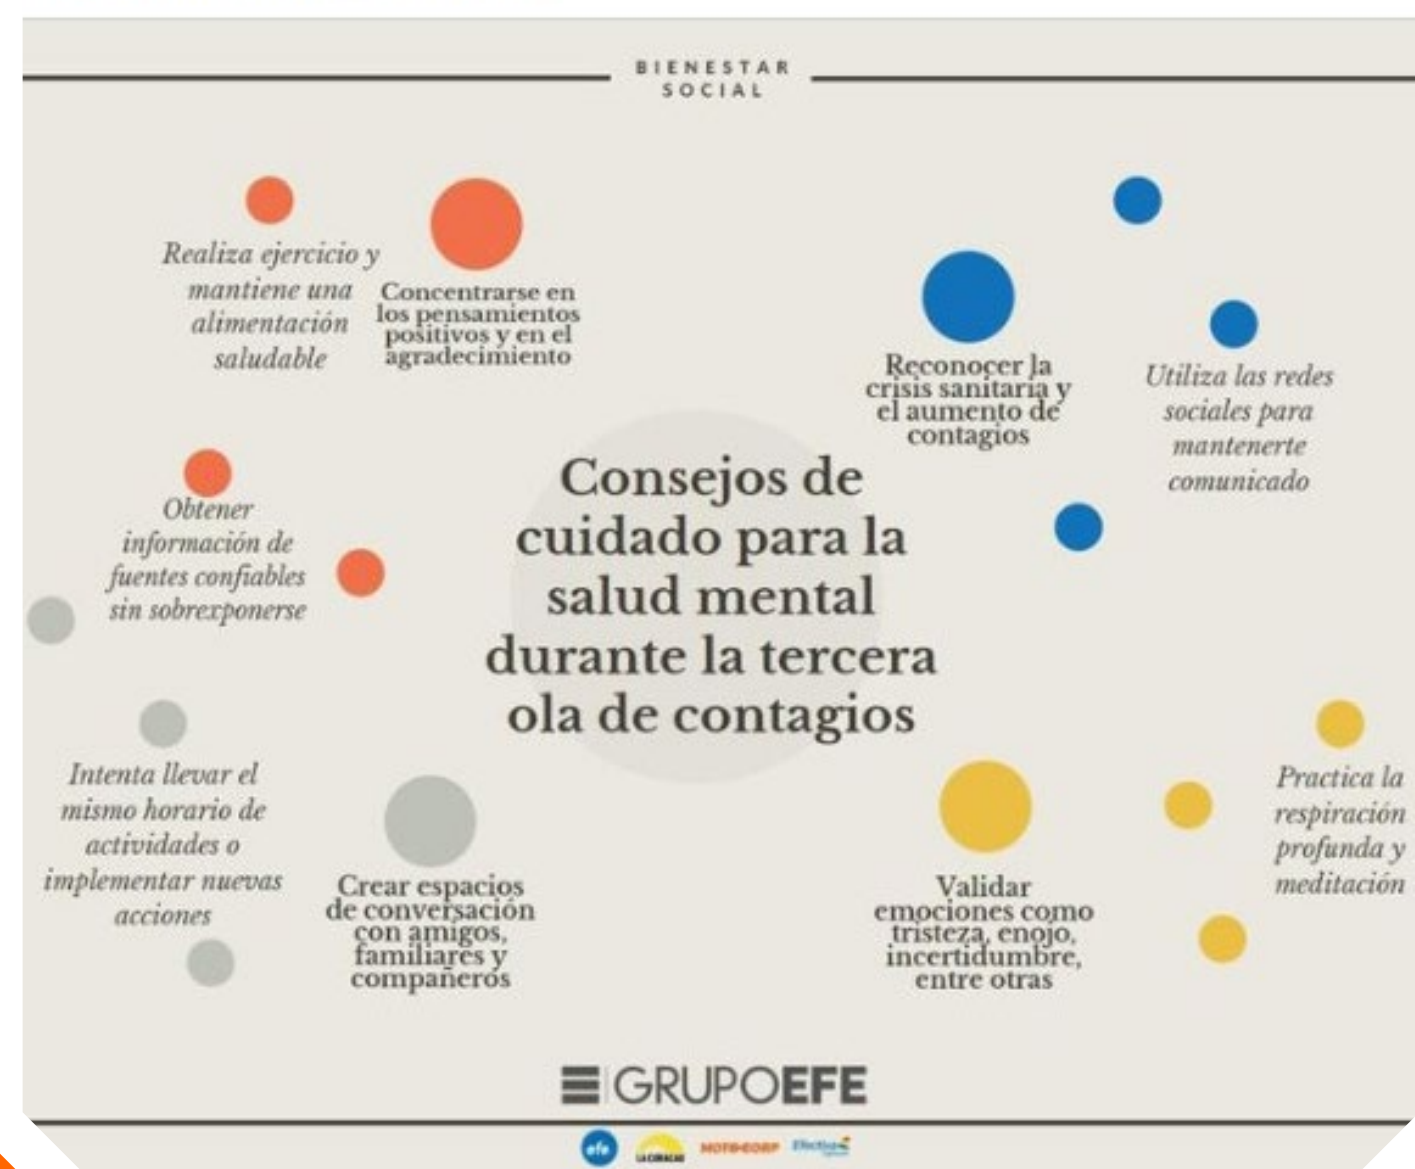 BIENESTAR
SOCIAL
Realiza ejercicio y
mantiene una
alimentación
saludable
Concentrarse en
los pensamientos
positivos y en el
agradecimiento
Reconocer la
crisis sanitaria y
el aumento de
contagios
Utiliza las redes
sociales para
mantenerte
comunicado
Obtener
información de
fuentes confiables
sin sobrexponerse
Consejos de
cuidado para la
salud mental
durante la tercera
ola de contagios
Intenta llevar el
mismo horario de
actividades o
implementar nuevas
acciones
Crear espacios
de conversación
con amigos,
familiares y
compañeros
Validar
emociones como
tristeza, enojo,
incertidumbre,
entre otras
Practica la
respiración
profunda y
meditación
GRUPOEFE
efe
LA CURACAO
MOTOCORP
Efectiva